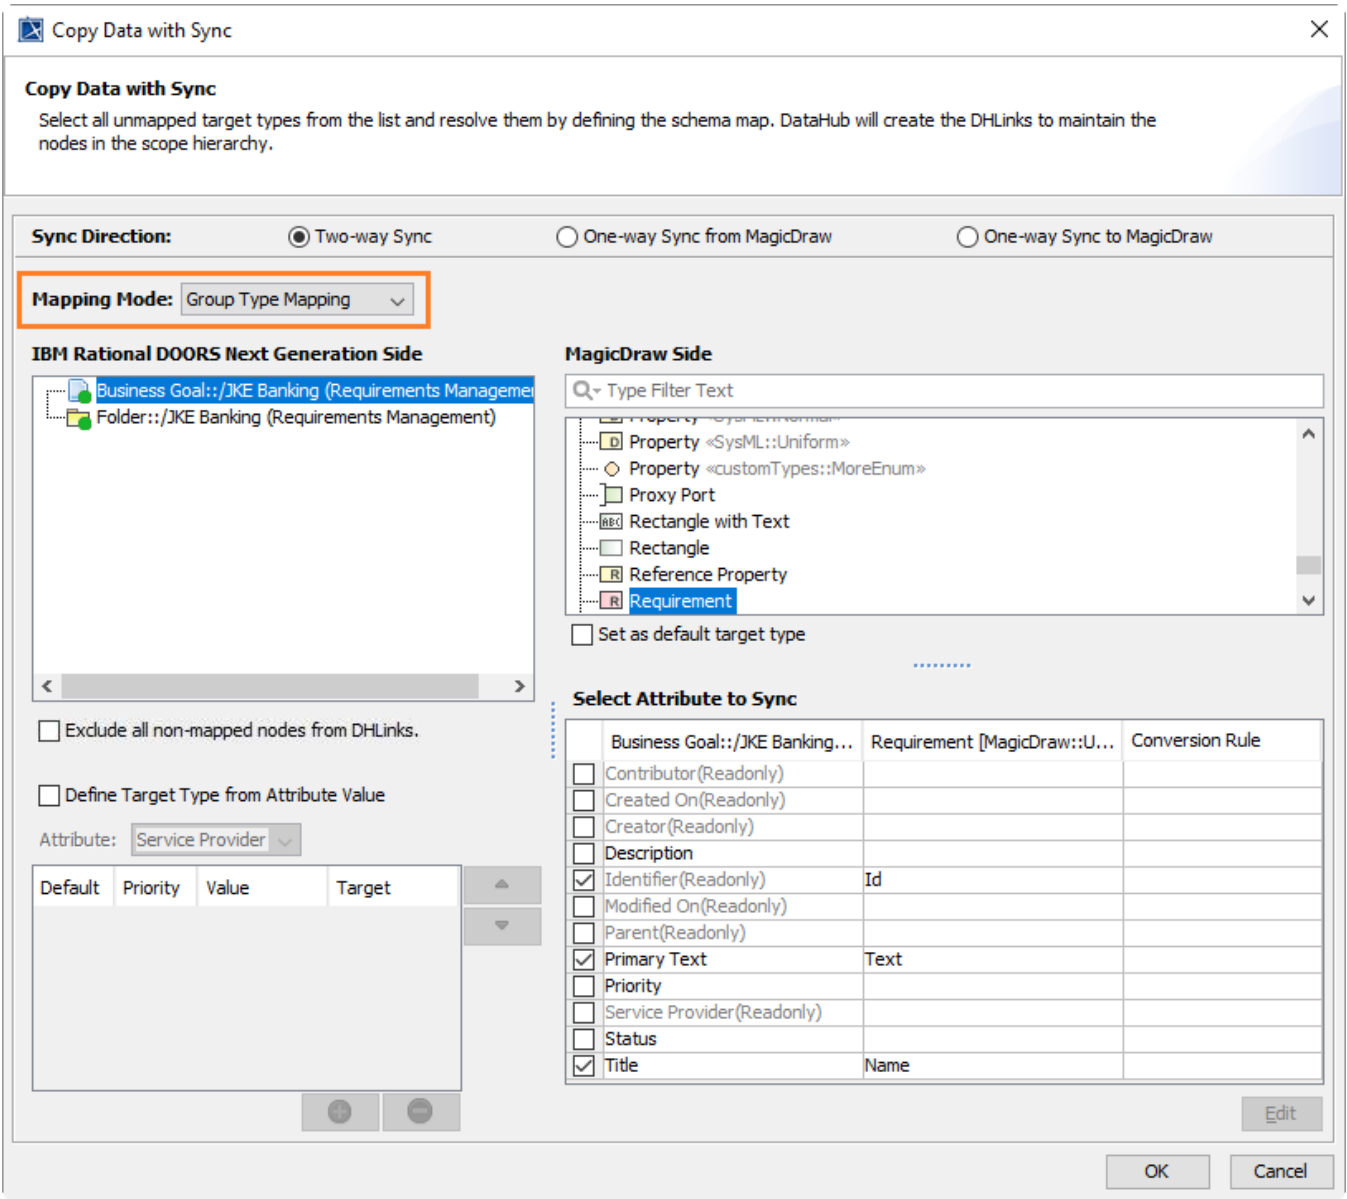 Copy Data with Sync
Copy Data with Sync
Select all unmapped target types from the list and resolve them by defining the schema map. DataHub will create the DHLinks to maintain the
nodes in the scope hierarchy.
Sync Direction: Two-way Sync One-way Sync from MagicDraw One-way Sync to MagicDraw
Mapping Mode: Group Type Mapping
IBM Rational DOORS Next Generation Side
Business Goal::/JKE Banking (Requirements Managemen
Folder::/JKE Banking (Requirements Management)
Exclude all non-mapped nodes from DHLinks.
Define Target Type from Attribute Value
Attribute: Service Provider
Default Priority Value Target
MagicDraw Side
Type Filter Text
Property «SysML::Normal»
D Property «SysML::Uniform»
Property «customTypes::MoreEnum»
Proxy Port
ABC Rectangle with Text
Rectangle
R Reference Property
R Requirement
Set as default target type
Select Attribute to Sync
Business Goal::/JKE Banking... Requirement [MagicDraw::U... Conversion Rule
Contributor(Readonly)
Created On(Readonly)
Creator(Readonly)
Description
Identifier(Readonly) Id
Modified On(Readonly)
Parent(Readonly)
Primary Text Text
Priority
Service Provider(Readonly)
Status
Title Name
Edit
OK Cancel